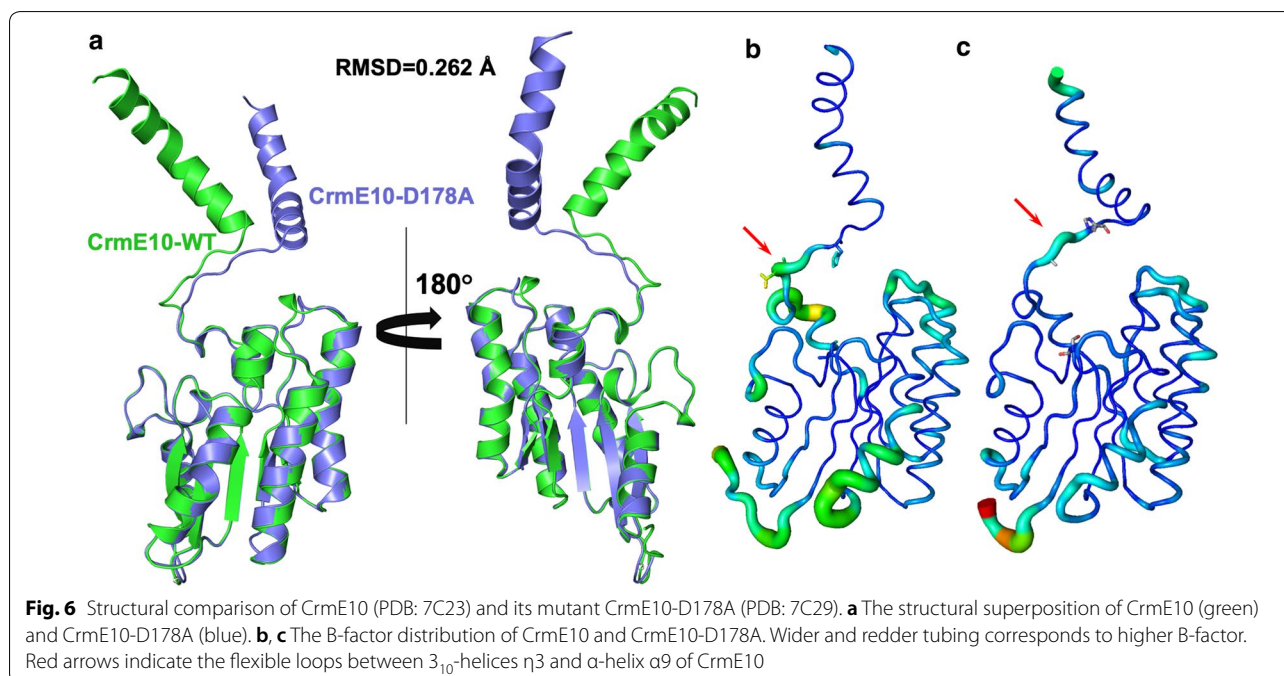 a
RMSD=0.262 Å
CrmE10-D178A
CrmE10-WT
180°
b
c
Fig. 6 Structural comparison of CrmE10 (PDB: 7C23) and its mutant CrmE10-D178A (PDB: 7C29). a The structural superposition of CrmE10 (green)
and CrmE10-D178A (blue). b, c The B-factor distribution of CrmE10 and CrmE10-D178A. Wider and redder tubing corresponds to higher B-factor.
Red arrows indicate the flexible loops between 3₁₀-helices η3 and α-helix α9 of CrmE10